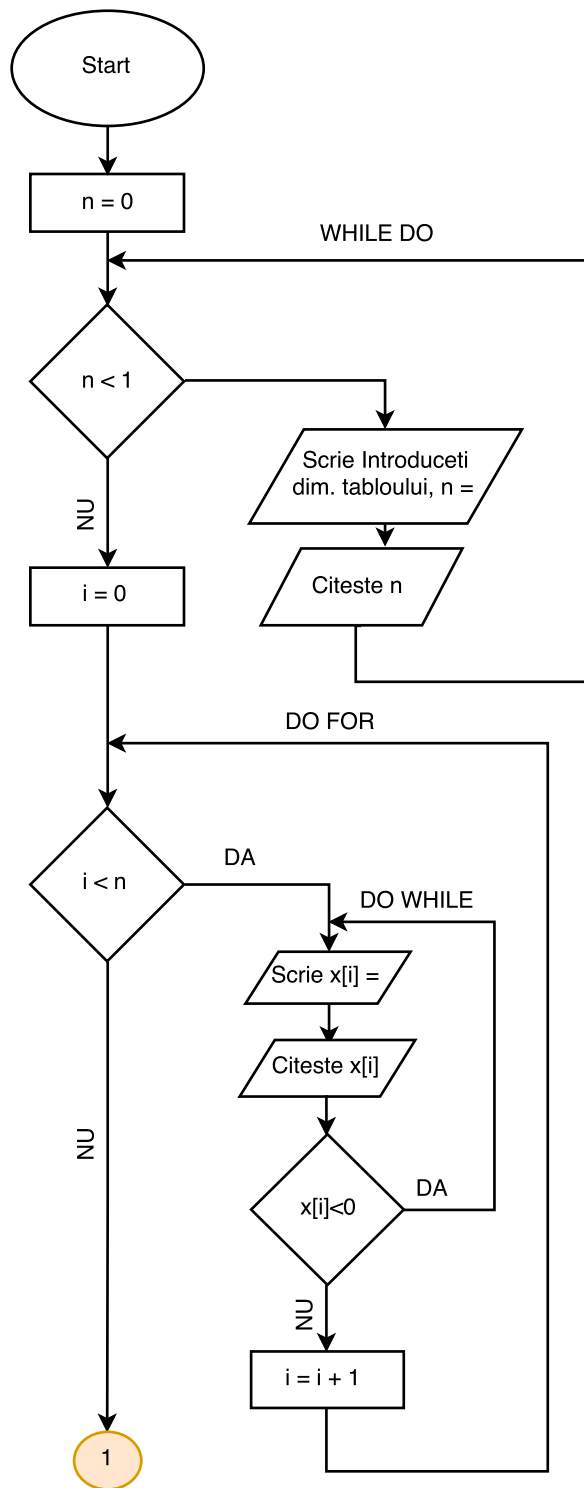 Start
n = 0
WHILE DO
n < 1
Scrie Introduceti
dim. tabloului, n =
NU
Citeste n
i = 0
DO FOR
i < n
DA
DO WHILE
Scrie x[i] =
Citeste x[i]
NU
x[i]<0
DA
NU
i = i + 1
1